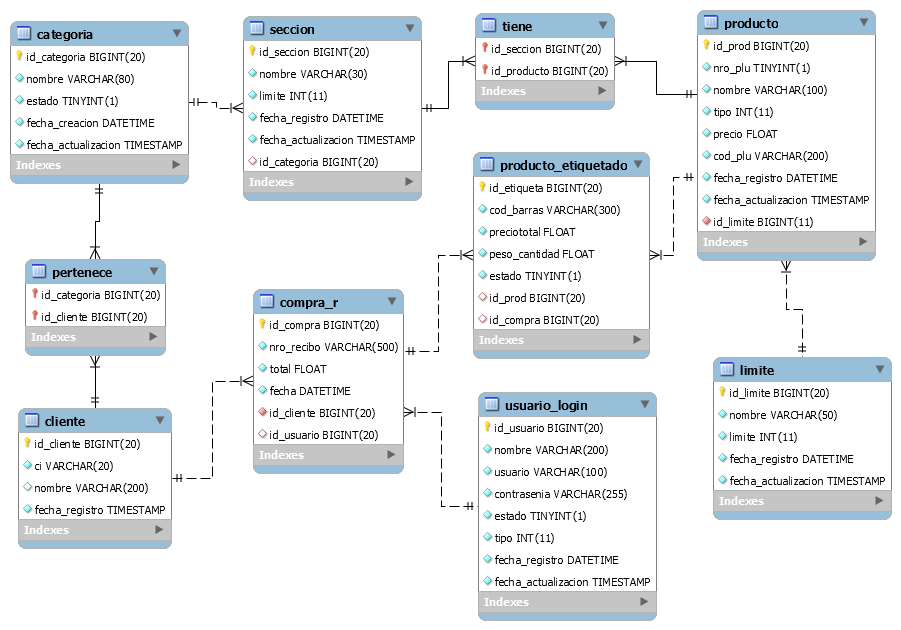 categoria
id_categoria BIGINT(20)
nombre VARCHAR(80)
estado TINYINT(1)
fecha_creacion DATETIME
fecha_actualizacion TIMESTAMP
Indexes
seccion
id_seccion BIGINT(20)
nombre VARCHAR(30)
limite INT(11)
fecha_registro DATETIME
fecha_actualizacion TIMESTAMP
id_categoria BIGINT(20)
Indexes
tiene
id_seccion BIGINT(20)
id_producto BIGINT(20)
Indexes
producto
id_prod BIGINT(20)
nro_plu TINYINT(1)
nombre VARCHAR(100)
tipo INT(11)
precio FLOAT
cod_plu VARCHAR(200)
fecha_registro DATETIME
fecha_actualizacion TIMESTAMP
id_limite BIGINT(11)
Indexes
producto_etiquetado
id_etiqueta BIGINT(20)
cod_barras VARCHAR(300)
preciototal FLOAT
peso_cantidad FLOAT
estado TINYINT(1)
id_prod BIGINT(20)
id_compra BIGINT(20)
Indexes
pertenece
id_categoria BIGINT(20)
id_cliente BIGINT(20)
Indexes
compra_r
id_compra BIGINT(20)
nro_recibo VARCHAR(500)
total FLOAT
fecha DATETIME
id_cliente BIGINT(20)
id_usuario BIGINT(20)
Indexes
limite
id_limite BIGINT(20)
nombre VARCHAR(50)
limite INT(11)
fecha_registro DATETIME
fecha_actualizacion TIMESTAMP
Indexes
cliente
id_cliente BIGINT(20)
ci VARCHAR(20)
nombre VARCHAR(200)
fecha_registro TIMESTAMP
Indexes
usuario_login
id_usuario BIGINT(20)
nombre VARCHAR(200)
usuario VARCHAR(100)
contrasenia VARCHAR(255)
estado TINYINT(1)
tipo INT(11)
fecha_registro DATETIME
fecha_actualizacion TIMESTAMP
Indexes